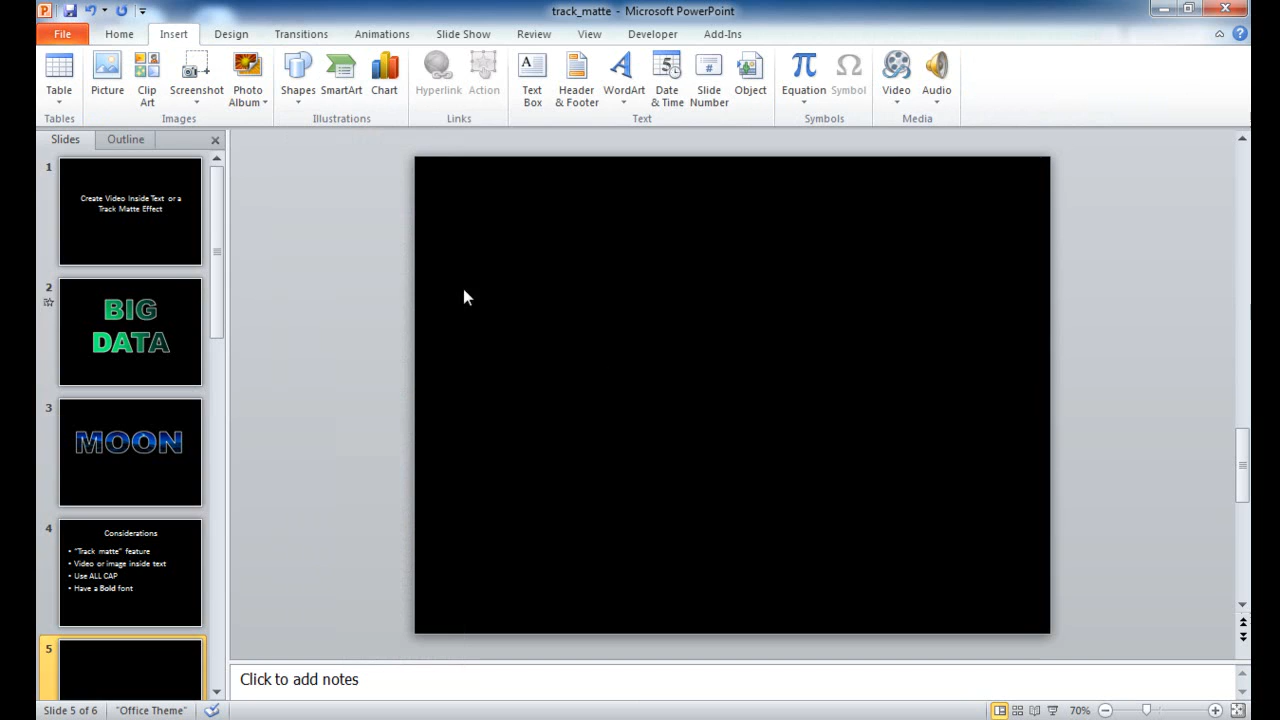 track_matte - Microsoft PowerPoint
File Home Insert Design Transitions Animations Slide Show Review View Developer Add-Ins
Table
Picture
Clip
Art
Screenshot
Photo
Album
Shapes
SmartArt
Chart
Hyperlink
Action
Text
Box
Header
& Footer
WordArt
Date
& Time
Slide
Number
Object
Equation
Symbol
Video
Audio
Tables Images Illustrations Links Text Symbols Media
Slides Outline
1
Create Video Inside Text or a
Track Matte Effect
2
BIG
DATA
3
MOON
4
Considerations
• "Track matte" feature
• Video or image inside text
• Use ALL CAP
• Have a Bold font
5
Click to add notes
Slide 5 of 6 "Office Theme" 70%